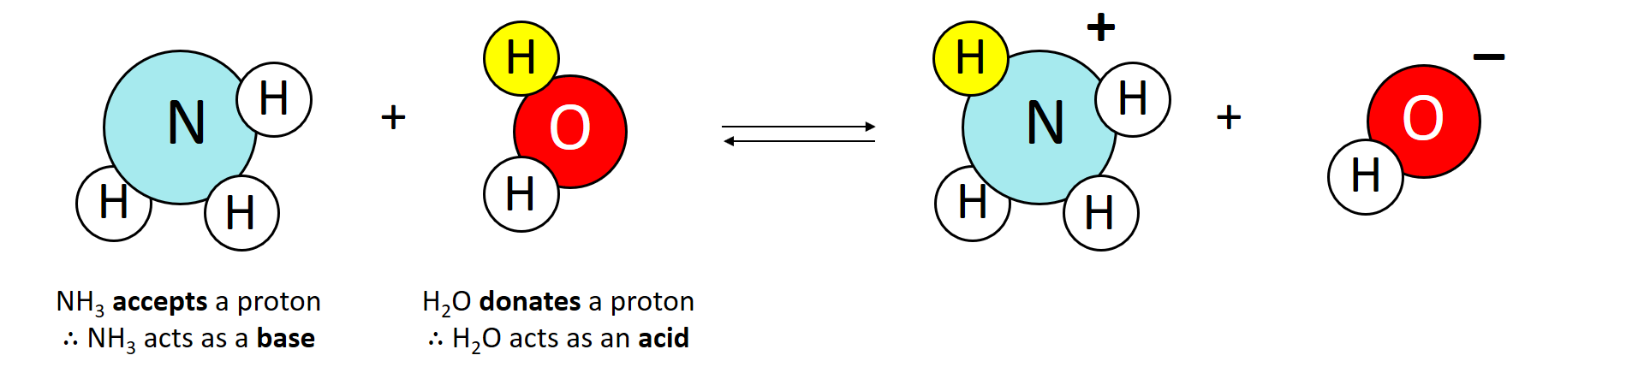 N H H H + H O H ⇌ H N H H H + + O H −
NH₃ accepts a proton
∴ NH₃ acts as a base
H₂O donates a proton
∴ H₂O acts as an acid